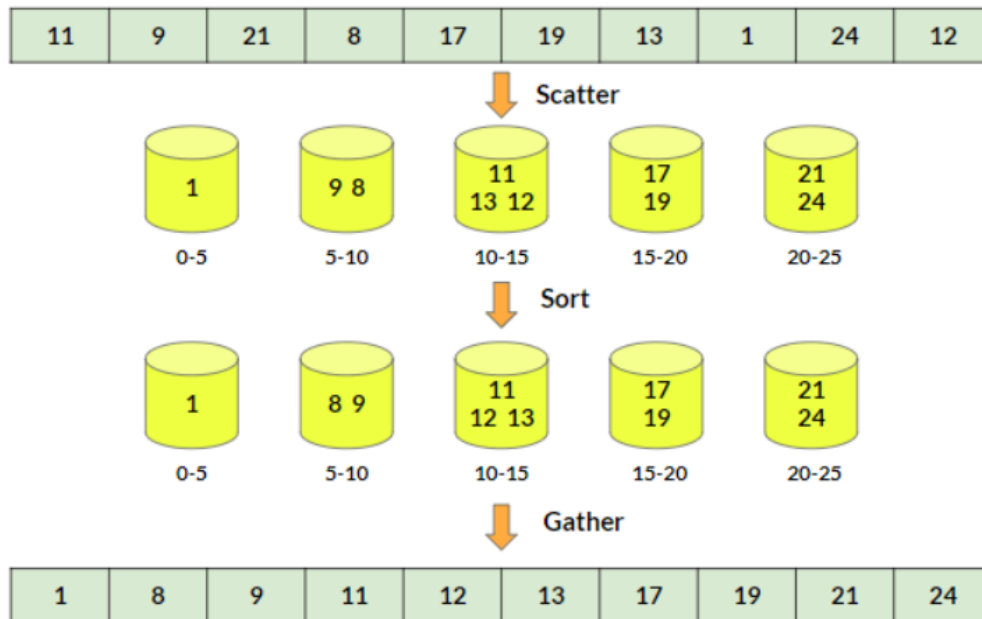 11 9 21 8 17 19 13 1 24 12
Scatter
1 9 8 11 17 21
13 12 19 24
0-5 5-10 10-15 15-20 20-25
Sort
1 8 9 11 17 21
12 13 19 24
0-5 5-10 10-15 15-20 20-25
Gather
1 8 9 11 12 13 17 19 21 24